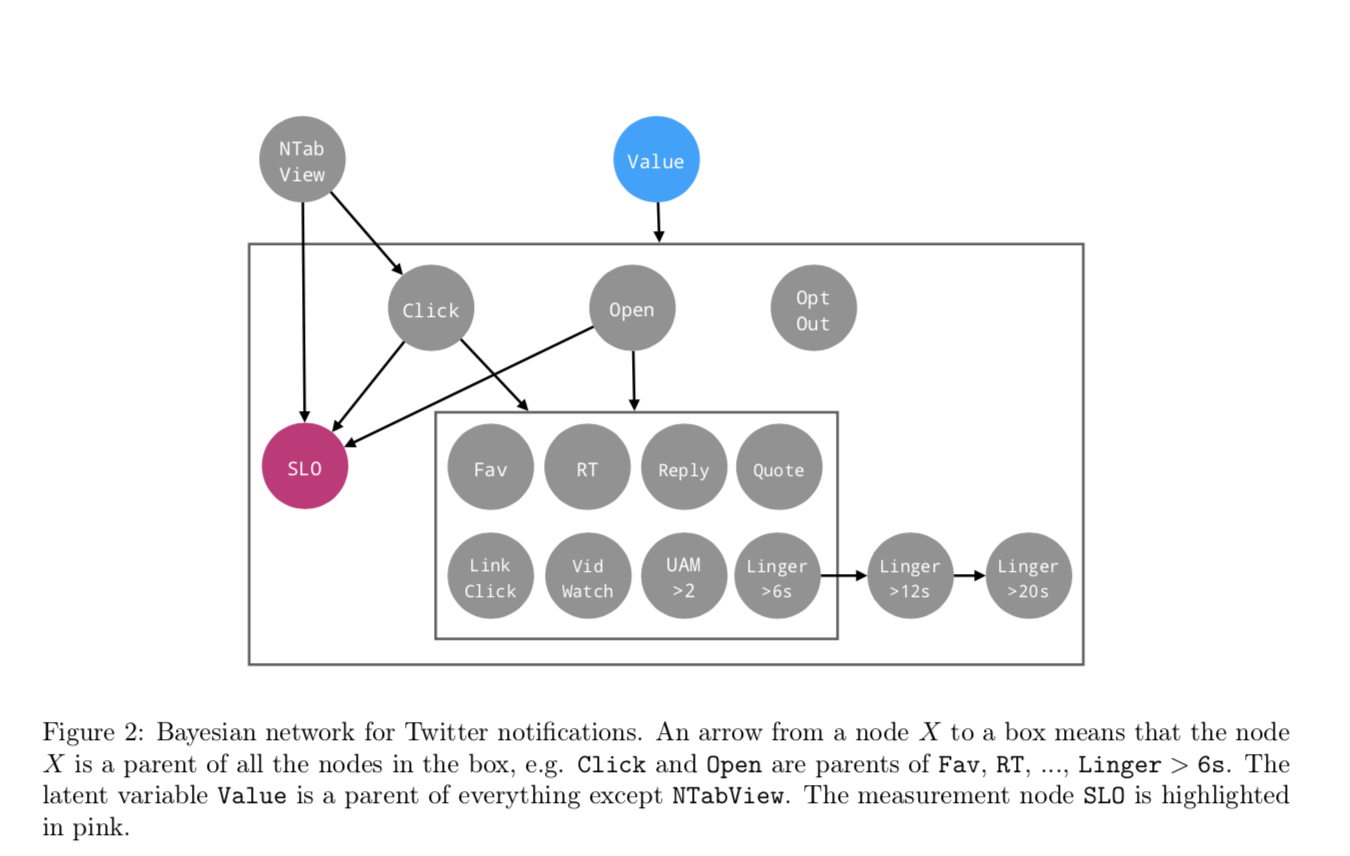 NTab
View
Value
Click
Open
Opt
Out
SLO
Fav
RT
Reply
Quote
Link
Click
Vid
Watch
UAM
>2
Linger
>6s
Linger
>12s
Linger
>20s
Figure 2: Bayesian network for Twitter notifications. An arrow from a node X to a box means that the node
X is a parent of all the nodes in the box, e.g. Click and Open are parents of Fav, RT, ..., Linger > 6s. The
latent variable Value is a parent of everything except NTabView. The measurement node SLO is highlighted
in pink.